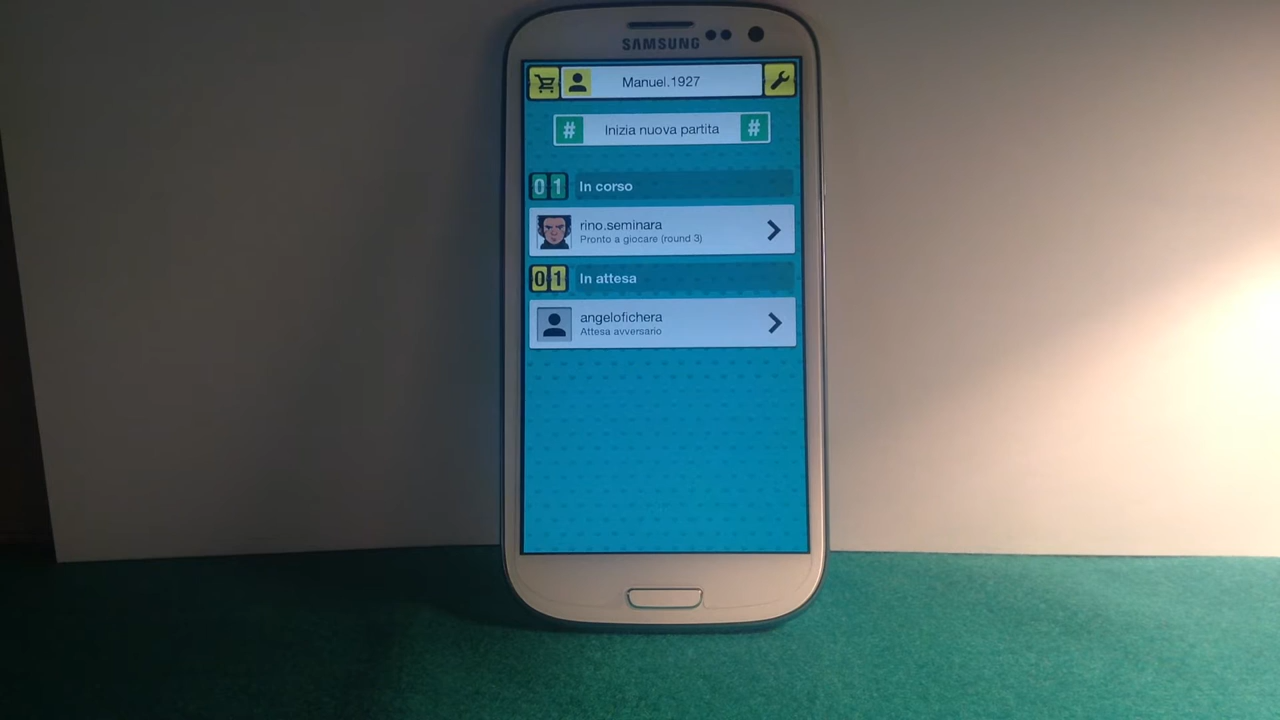 SAMSUNG
Manuel.1927
# Inizia nuova partita #
01 In corso
rino.seminara
Pronto a giocare (round 3)
01 In attesa
angelofichera
Attesa avversario